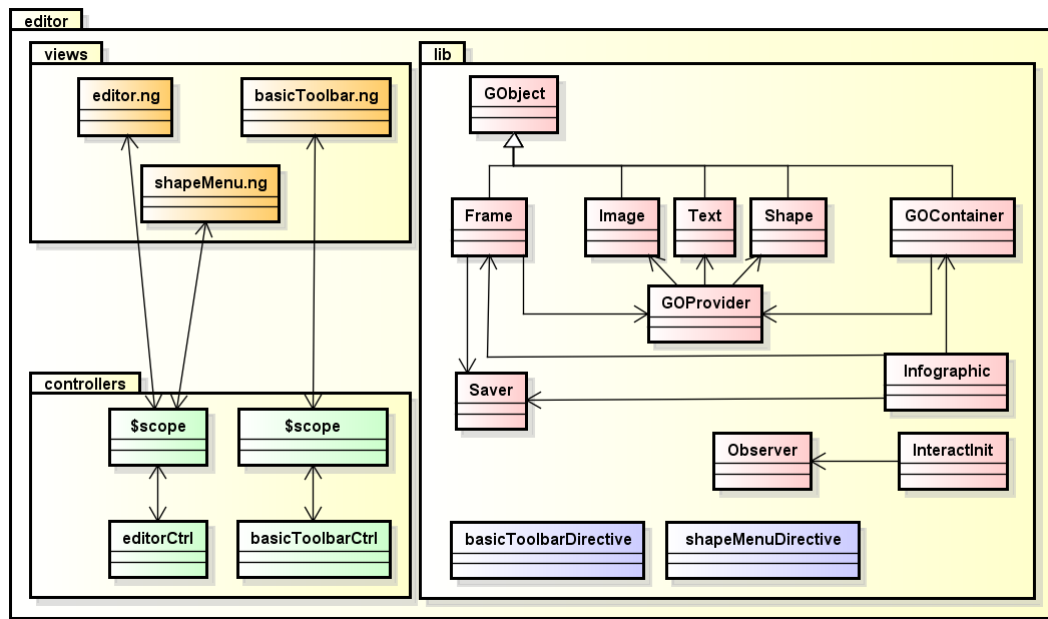 editor
views
lib
editor.ng
basicToolbar.ng
shapeMenu.ng
GObject
Frame
Image
Text
Shape
GOContainer
GOProvider
Infographic
Saver
Observer
InteractInit
basicToolbarDirective
shapeMenuDirective
controllers
$scope
$scope
editorCtrl
basicToolbarCtrl